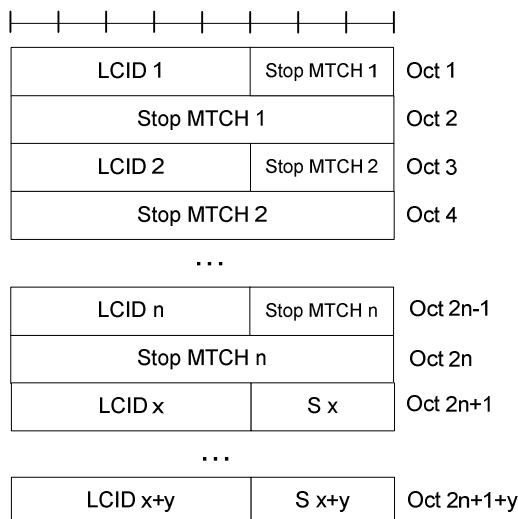 LCID 1 Stop MTCH 1 Oct 1
Stop MTCH 1 Oct 2
LCID 2 Stop MTCH 2 Oct 3
Stop MTCH 2 Oct 4
...
LCID n Stop MTCH n Oct 2n-1
Stop MTCH n Oct 2n
LCID x S x Oct 2n+1
...
LCID x+y S x+y Oct 2n+1+y